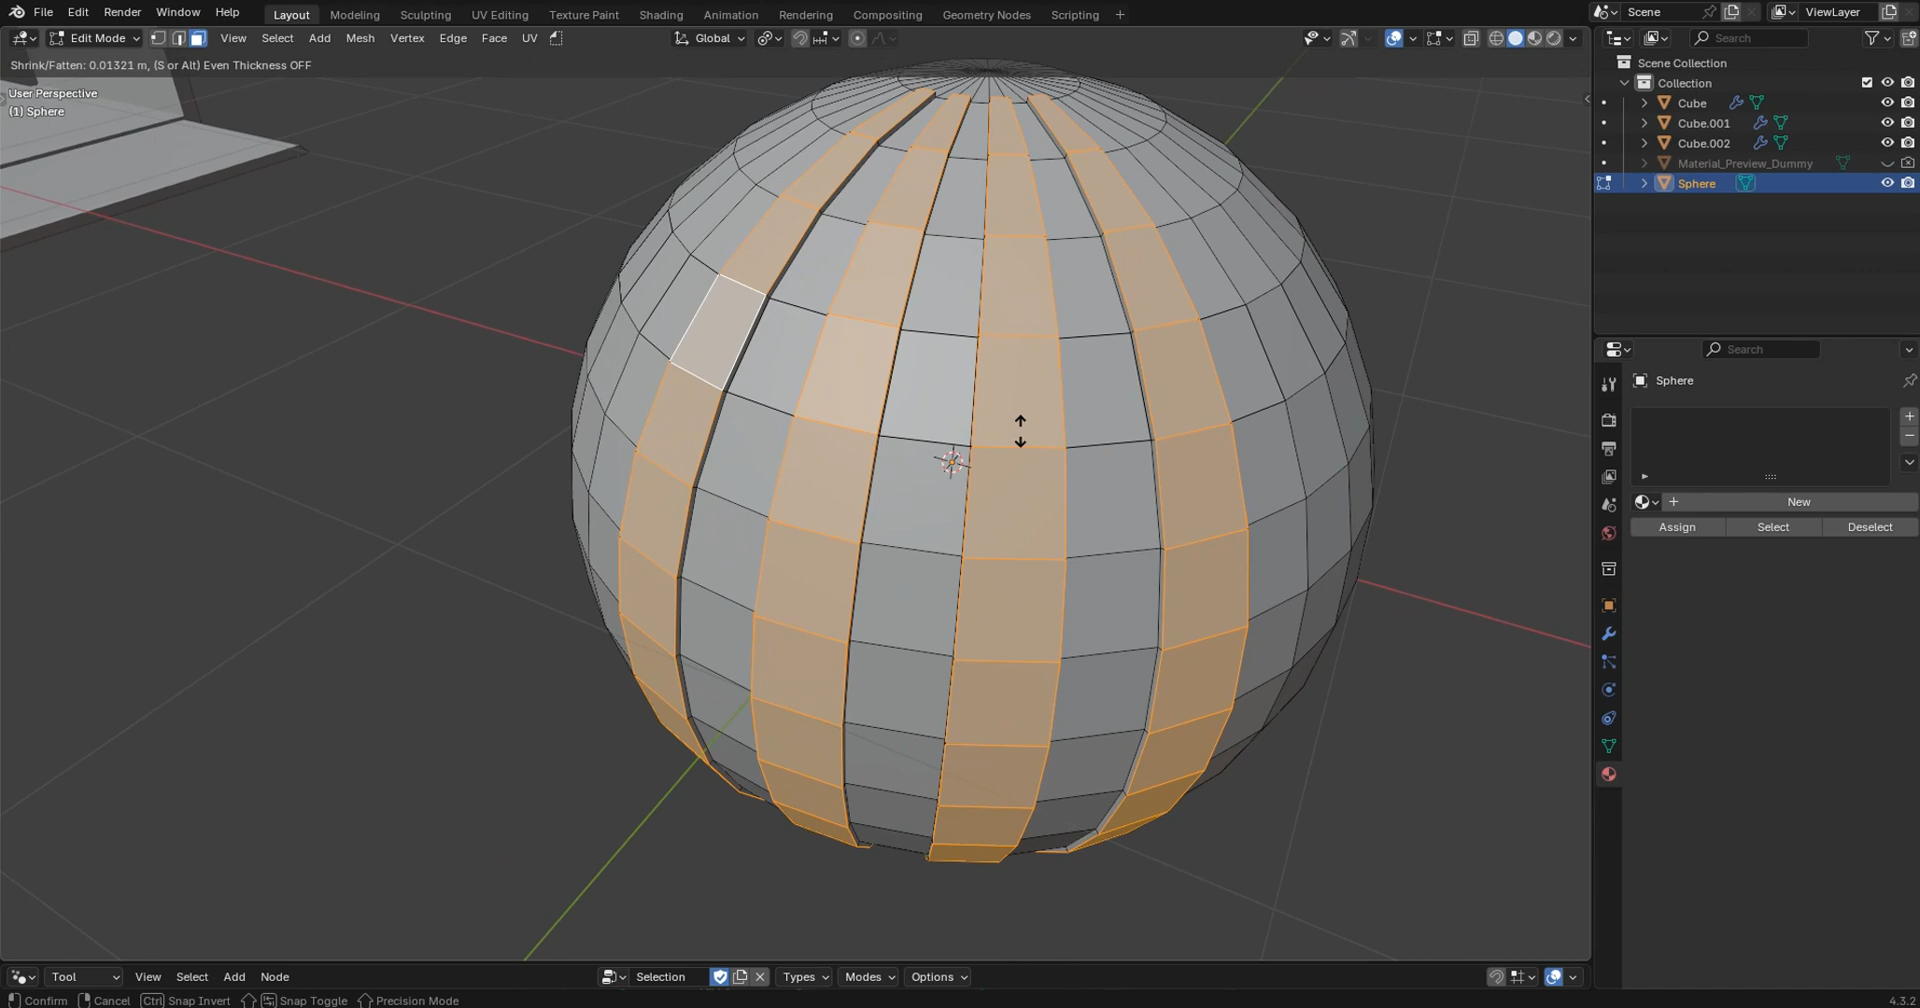 File Edit Render Window Help Layout Modeling Sculpting UV Editing Texture Paint Shading Animation Rendering Compositing Geometry Nodes Scripting + Scene ViewLayer
Edit Mode View Select Add Mesh Vertex Edge Face UV Global Search
Shrink/Fatten: 0.01321 m, (S or Alt) Even Thickness OFF
User Perspective
(1) Sphere
Scene Collection
Collection
Cube
Cube.001
Cube.002
Material_Preview_Dummy
Sphere
Search
Sphere
New
Assign Select Deselect
Tool View Select Add Node Selection Types Modes Options
Confirm Cancel Ctrl Snap Invert Snap Toggle Precision Mode 4.3.2